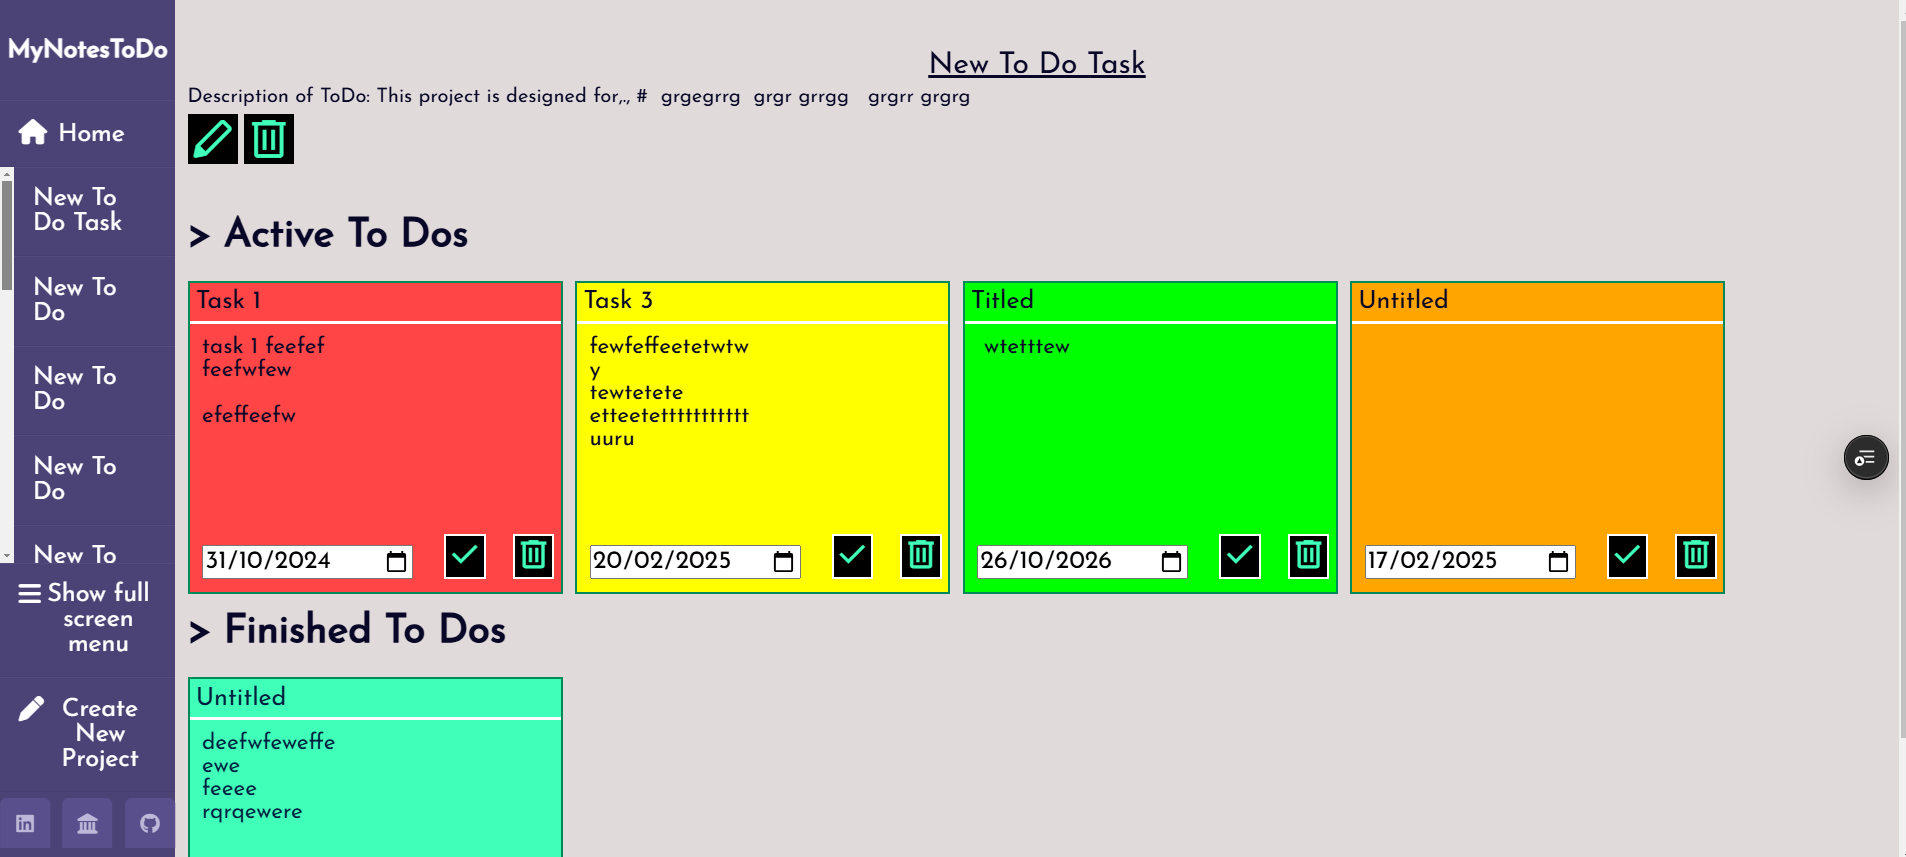 MyNotesToDo
Home
New To
Do Task
New To
Do
New To
Do
New To
Do
New To
Show full
screen
menu
Create
New
Project
New To Do Task
Description of ToDo: This project is designed for,., #  grgegrrg  grgr grrgg   grgrr grgrg
> Active To Dos
Task 1
task 1 feefef
feefwfew
efeffeefw
31/10/2024
Task 3
fewfeffeetetwtw
y
tewtetete
etteetetttttttttttt
uuru
20/02/2025
Titled
wtetttew
26/10/2026
Untitled
17/02/2025
> Finished To Dos
Untitled
deefwfeweffe
ewe
feeee
rqrqewere